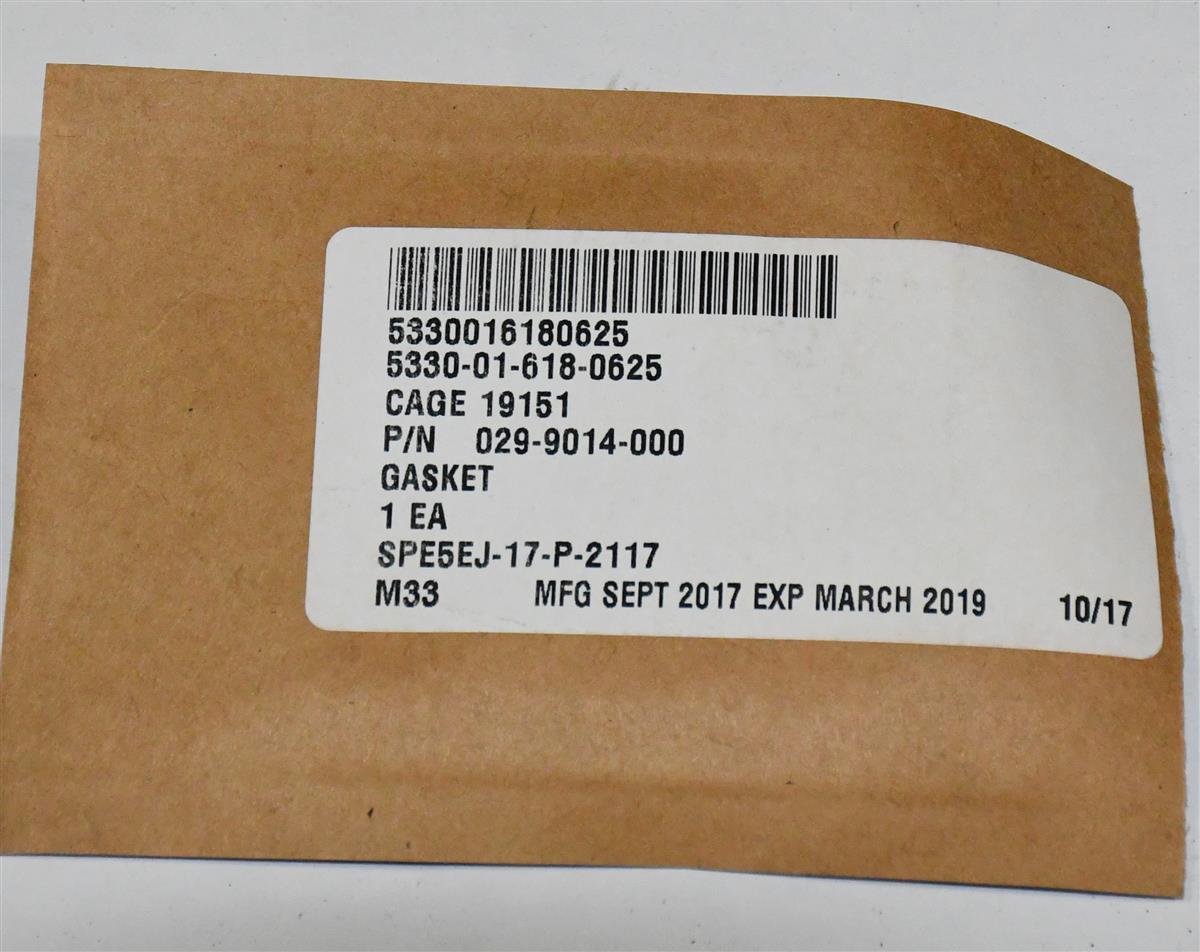 5330016180625
5330-01-618-0625
CAGE 19151
P/N 029-9014-000
GASKET
1 EA
SPE5EJ-17-P-2117
M33 MFG SEPT 2017 EXP MARCH 2019 10/17